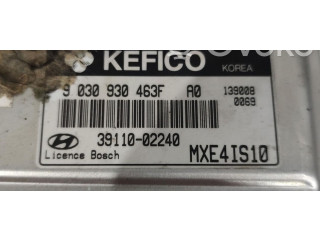 KEFICO
KOREA
9 030 930 463F A0 139008
0069
39110-02240
Licence Bosch MXE4IS10